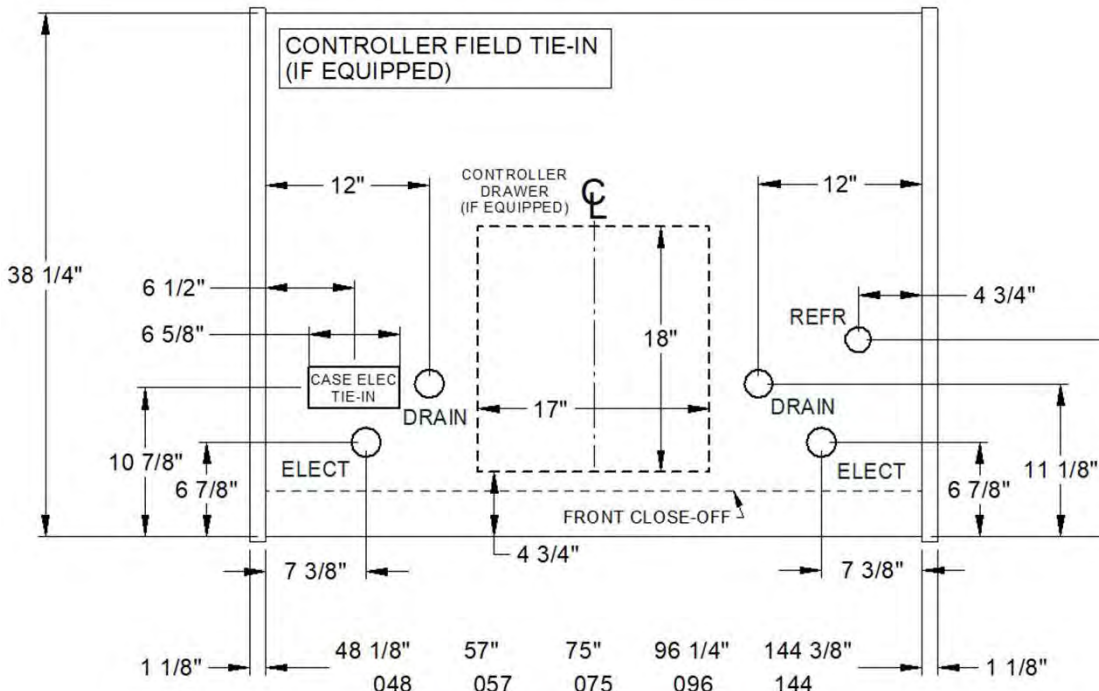 CONTROLLER FIELD TIE-IN
(IF EQUIPPED)
12"
CONTROLLER
DRAWER
(IF EQUIPPED)
CL
12"
38 1/4"
6 1/2"
4 3/4"
REFR
6 5/8"
18"
CASE ELEC
TIE-IN
DRAIN
17"
DRAIN
10 7/8"
ELECT
ELECT
11 1/8"
6 7/8"
6 7/8"
FRONT CLOSE-OFF
4 3/4"
7 3/8"
7 3/8"
48 1/8" 57" 75" 96 1/4" 144 3/8"
1 1/8"
1 1/8"
048 057 075 096 144